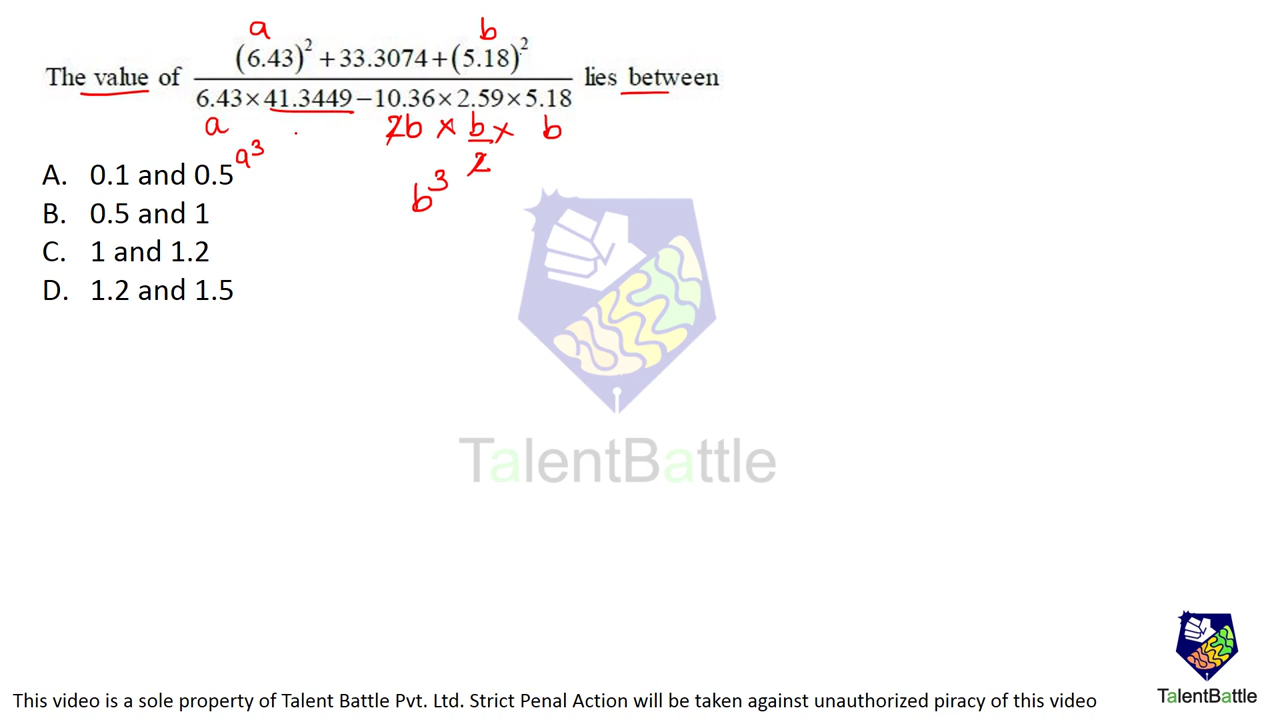 a b
(6.43)² + 33.3074 + (5.18)²
The value of lies between
6.43 × 41.3449 − 10.36 × 2.59 × 5.18
a 2b × b/2 × b
a³
b³
A. 0.1 and 0.5
B. 0.5 and 1
C. 1 and 1.2
D. 1.2 and 1.5
TalentBattle
TalentBattle
This video is a sole property of Talent Battle Pvt. Ltd. Strict Penal Action will be taken against unauthorized piracy of this video